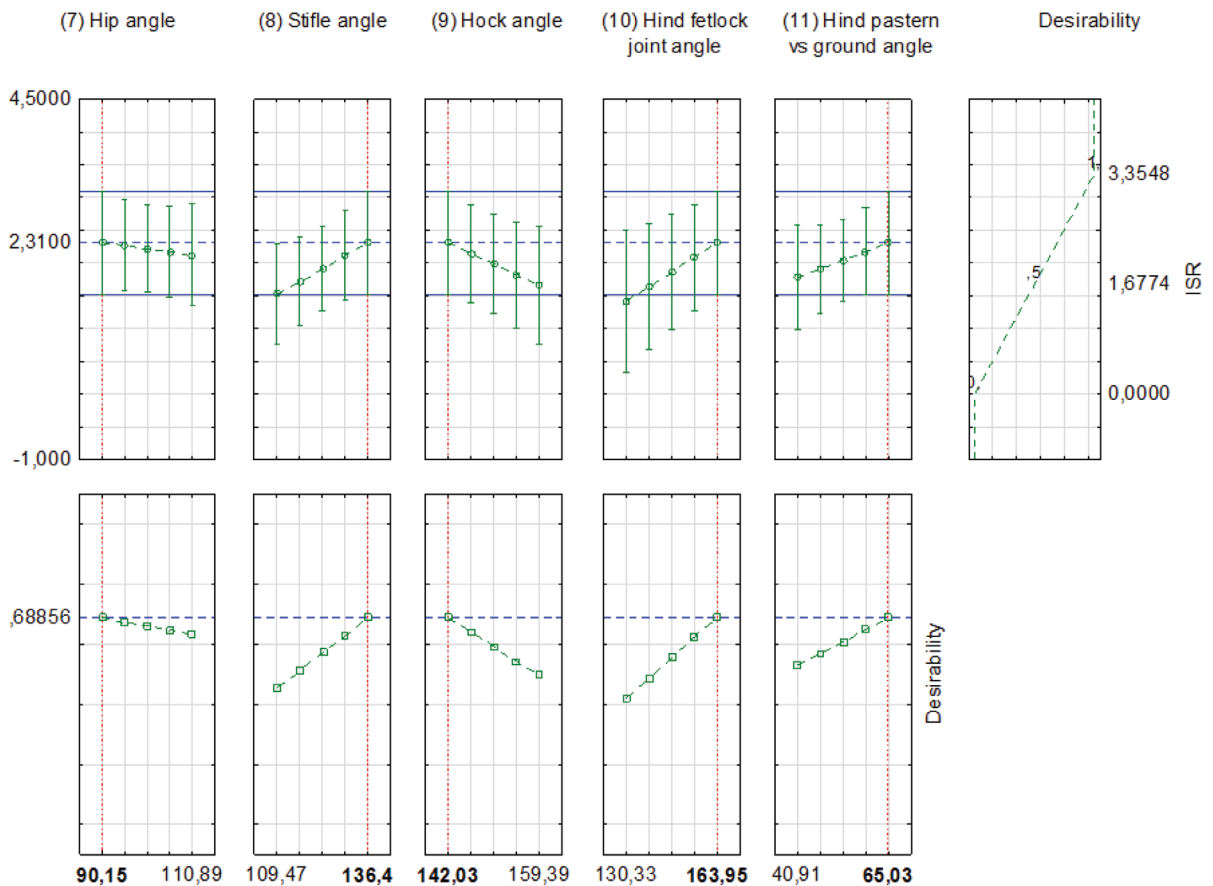 (7) Hip angle
(8) Stifle angle
(9) Hock angle
(10) Hind fetlock
joint angle
(11) Hind pastern
vs ground angle
Desirability
4,5000
2,3100
-1,000
1,
,5
0,
3,3548
1,6774
0,0000
ISR
,68856
Desirability
90,15 110,89
109,47 136,4
142,03 159,39
130,33 163,95
40,91 65,03